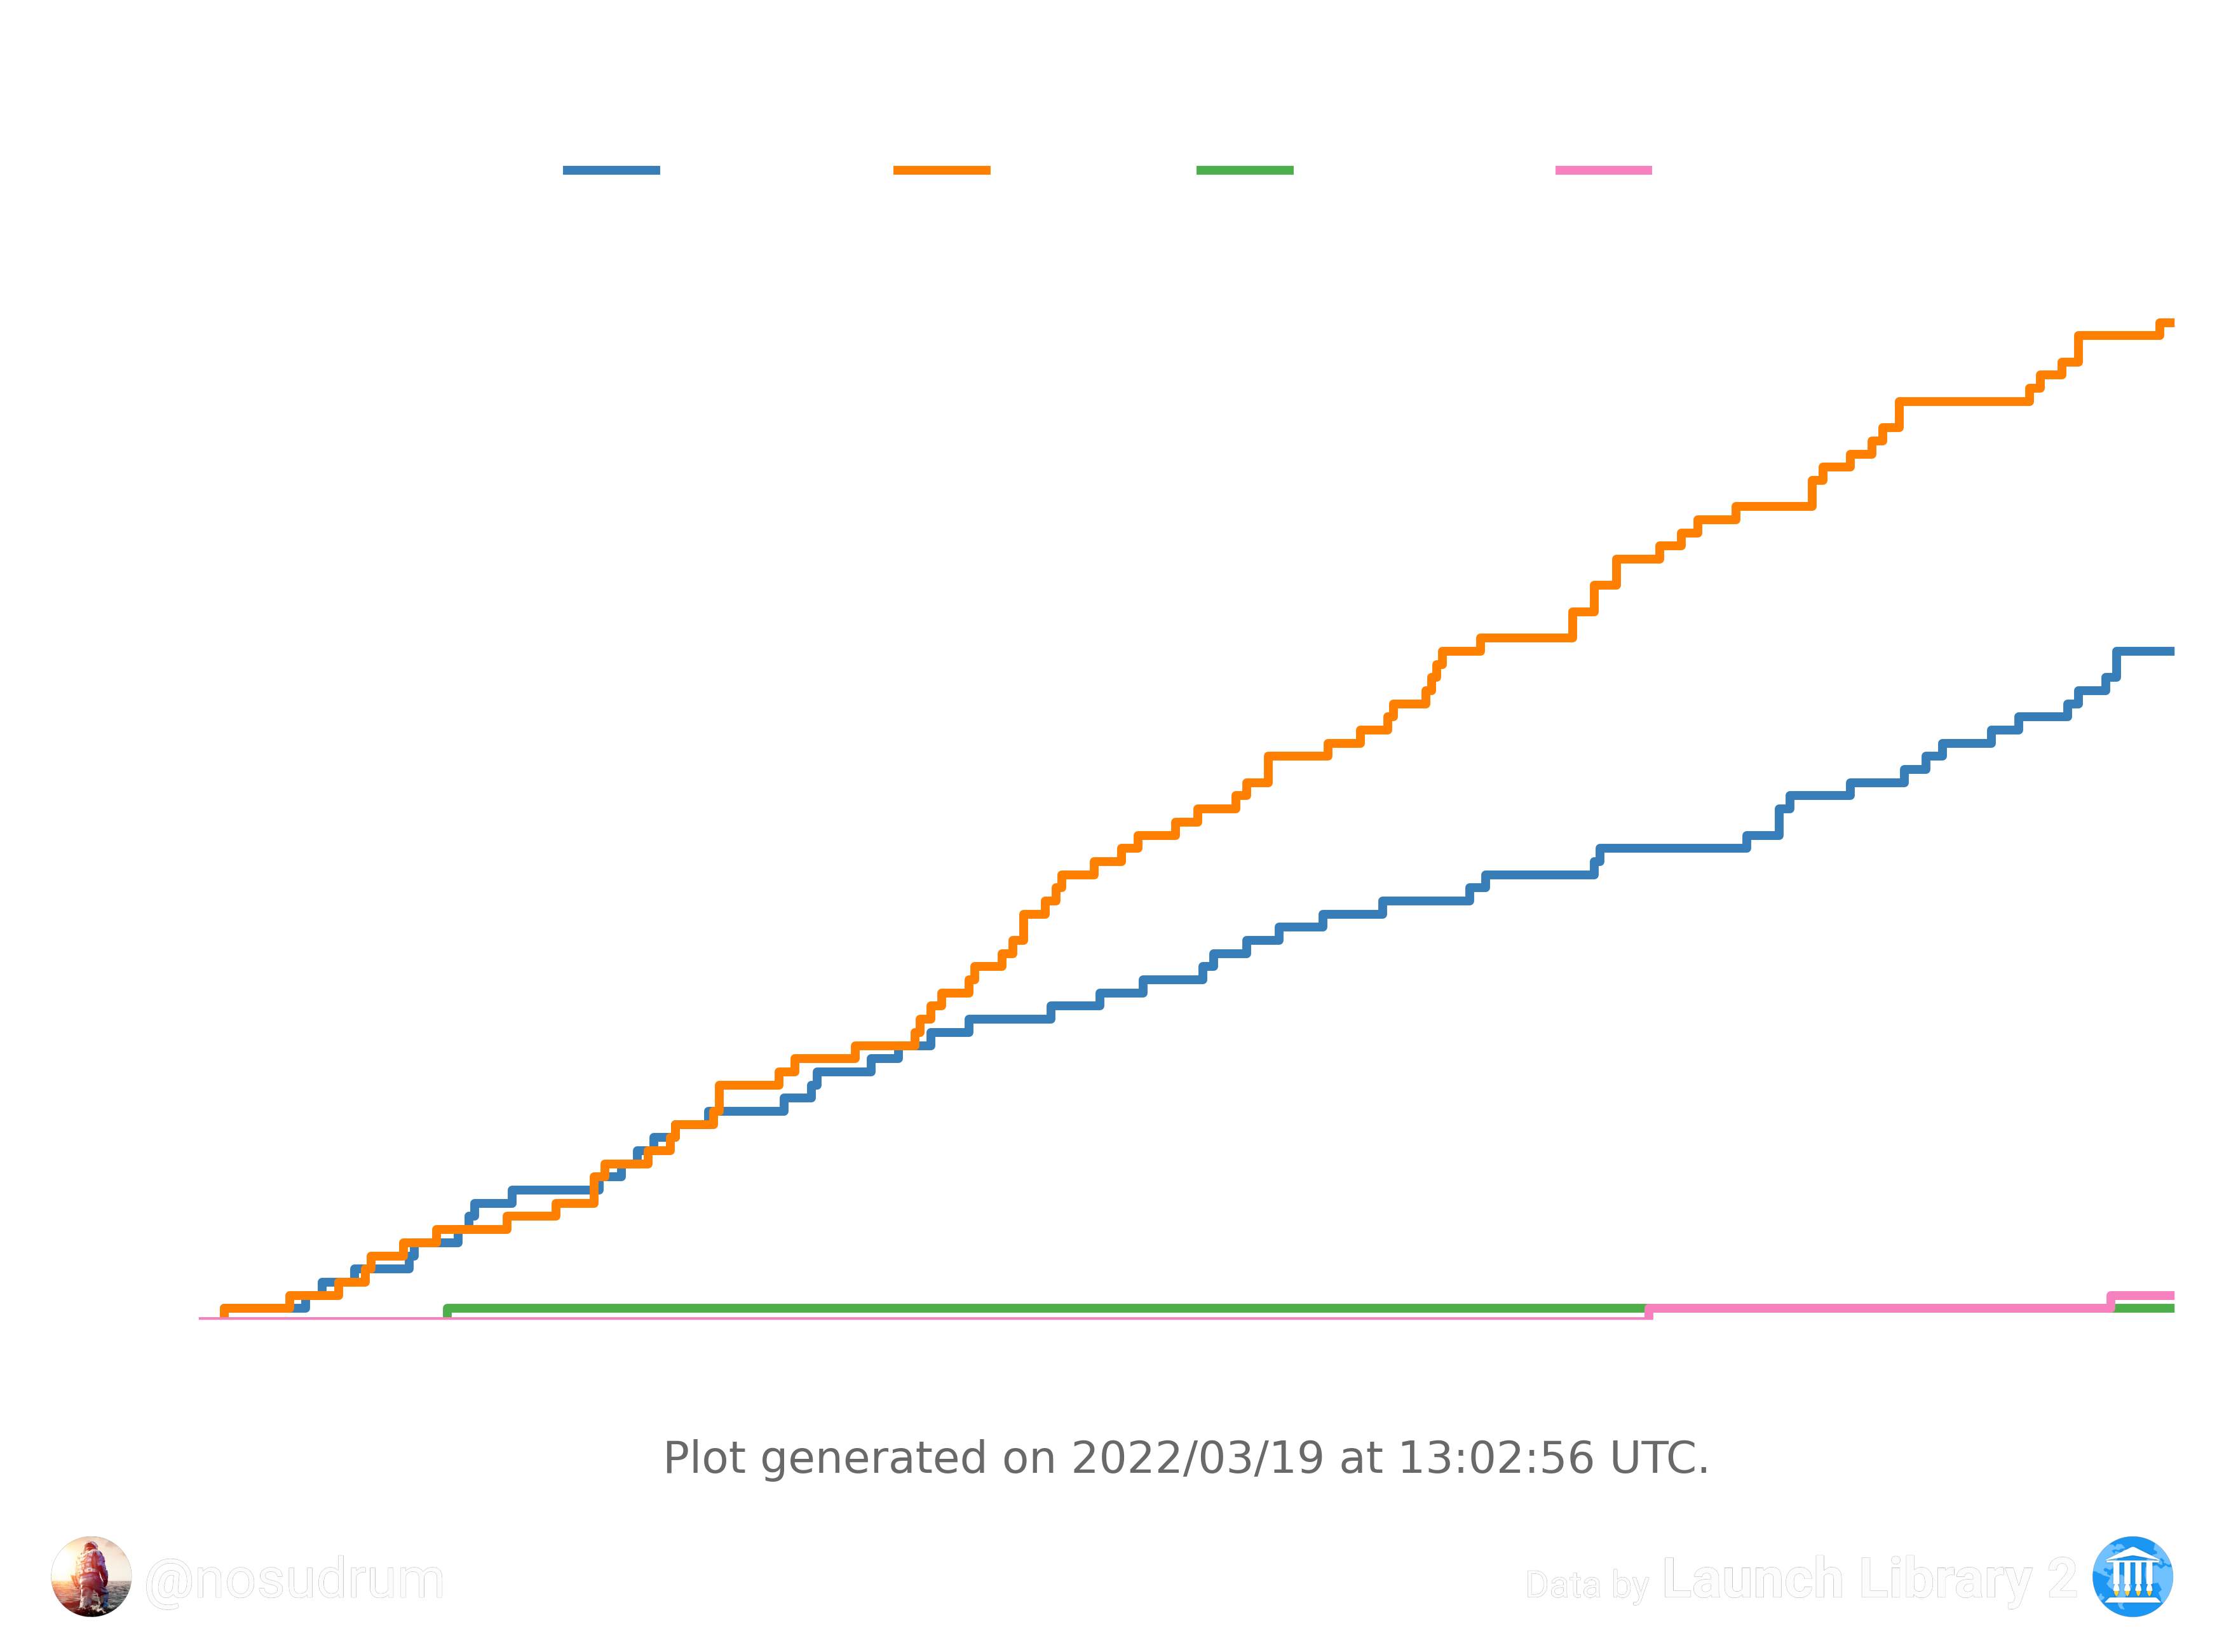 Plot generated on 2022/03/19 at 13:02:56 UTC.
@nosudrum
Data by Launch Library 2